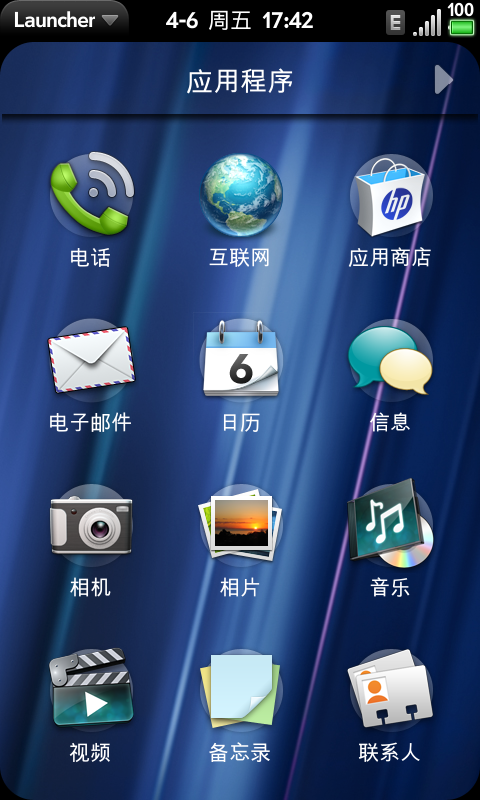 Launcher 4-6 周五 17:42 E 100
应用程序
hp
电话 互联网 应用商店
6
电子邮件 日历 信息
相机 相片 音乐
视频 备忘录 联系人